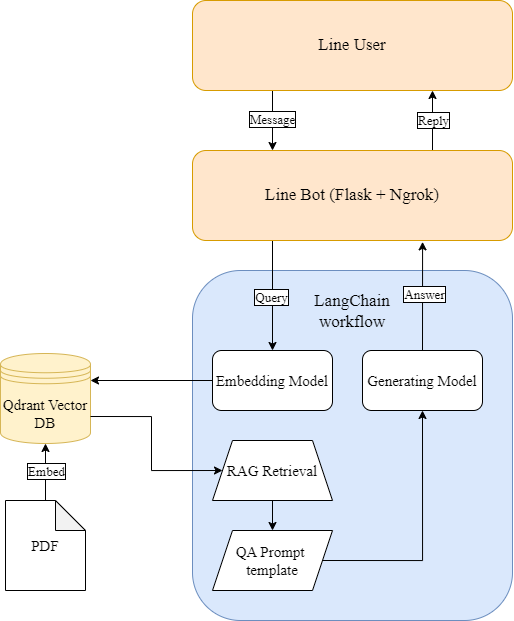 Line User
Message
Reply
Line Bot (Flask + Ngrok)
Query
LangChain
workflow
Answer
Embedding Model
Generating Model
Qdrant Vector
DB
Embed
RAG Retrieval
PDF
QA Prompt
template